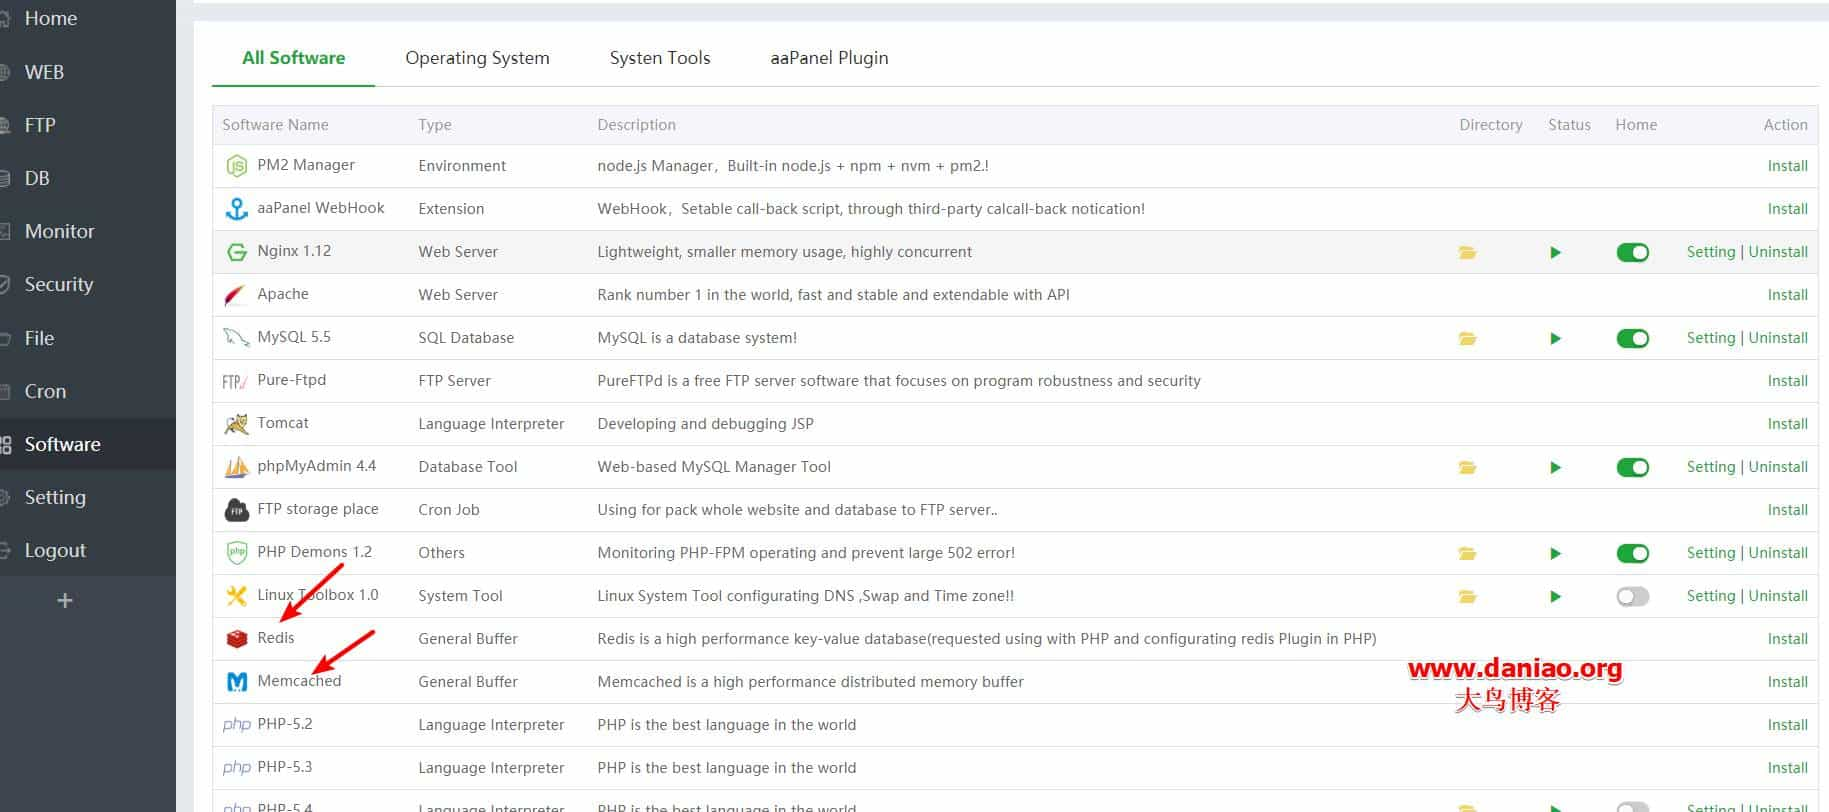 Home
WEB
FTP
DB
Monitor
Security
File
Cron
Software
Setting
Logout
+
All Software Operating System Systen Tools aaPanel Plugin
Software Name Type Description Directory Status Home Action
PM2 Manager Environment node.js Manager，Built-in node.js + npm + nvm + pm2.! Install
aaPanel WebHook Extension WebHook，Setable call-back script, through third-party calcall-back notication! Install
Nginx 1.12 Web Server Lightweight, smaller memory usage, highly concurrent Setting | Uninstall
Apache Web Server Rank number 1 in the world, fast and stable and extendable with API Install
MySQL 5.5 SQL Database MySQL is a database system! Setting | Uninstall
FTP Pure-Ftpd FTP Server PureFTPd is a free FTP server software that focuses on program robustness and security Install
Tomcat Language Interpreter Developing and debugging JSP Install
phpMyAdmin 4.4 Database Tool Web-based MySQL Manager Tool Setting | Uninstall
FTP FTP storage place Cron Job Using for pack whole website and database to FTP server.. Install
php PHP Demons 1.2 Others Monitoring PHP-FPM operating and prevent large 502 error! Setting | Uninstall
Linux Toolbox 1.0 System Tool Linux System Tool configurating DNS ,Swap and Time zone!! Setting | Uninstall
Redis General Buffer Redis is a high performance key-value database(requested using with PHP and configurating redis Plugin in PHP) Install
Memcached General Buffer Memcached is a high performance distributed memory buffer Install
www.daniao.org
大鸟博客
php PHP-5.2 Language Interpreter PHP is the best language in the world Install
php PHP-5.3 Language Interpreter PHP is the best language in the world Install
php PHP-5.4 Language Interpreter PHP is the best language in the world Setting | Uninstall